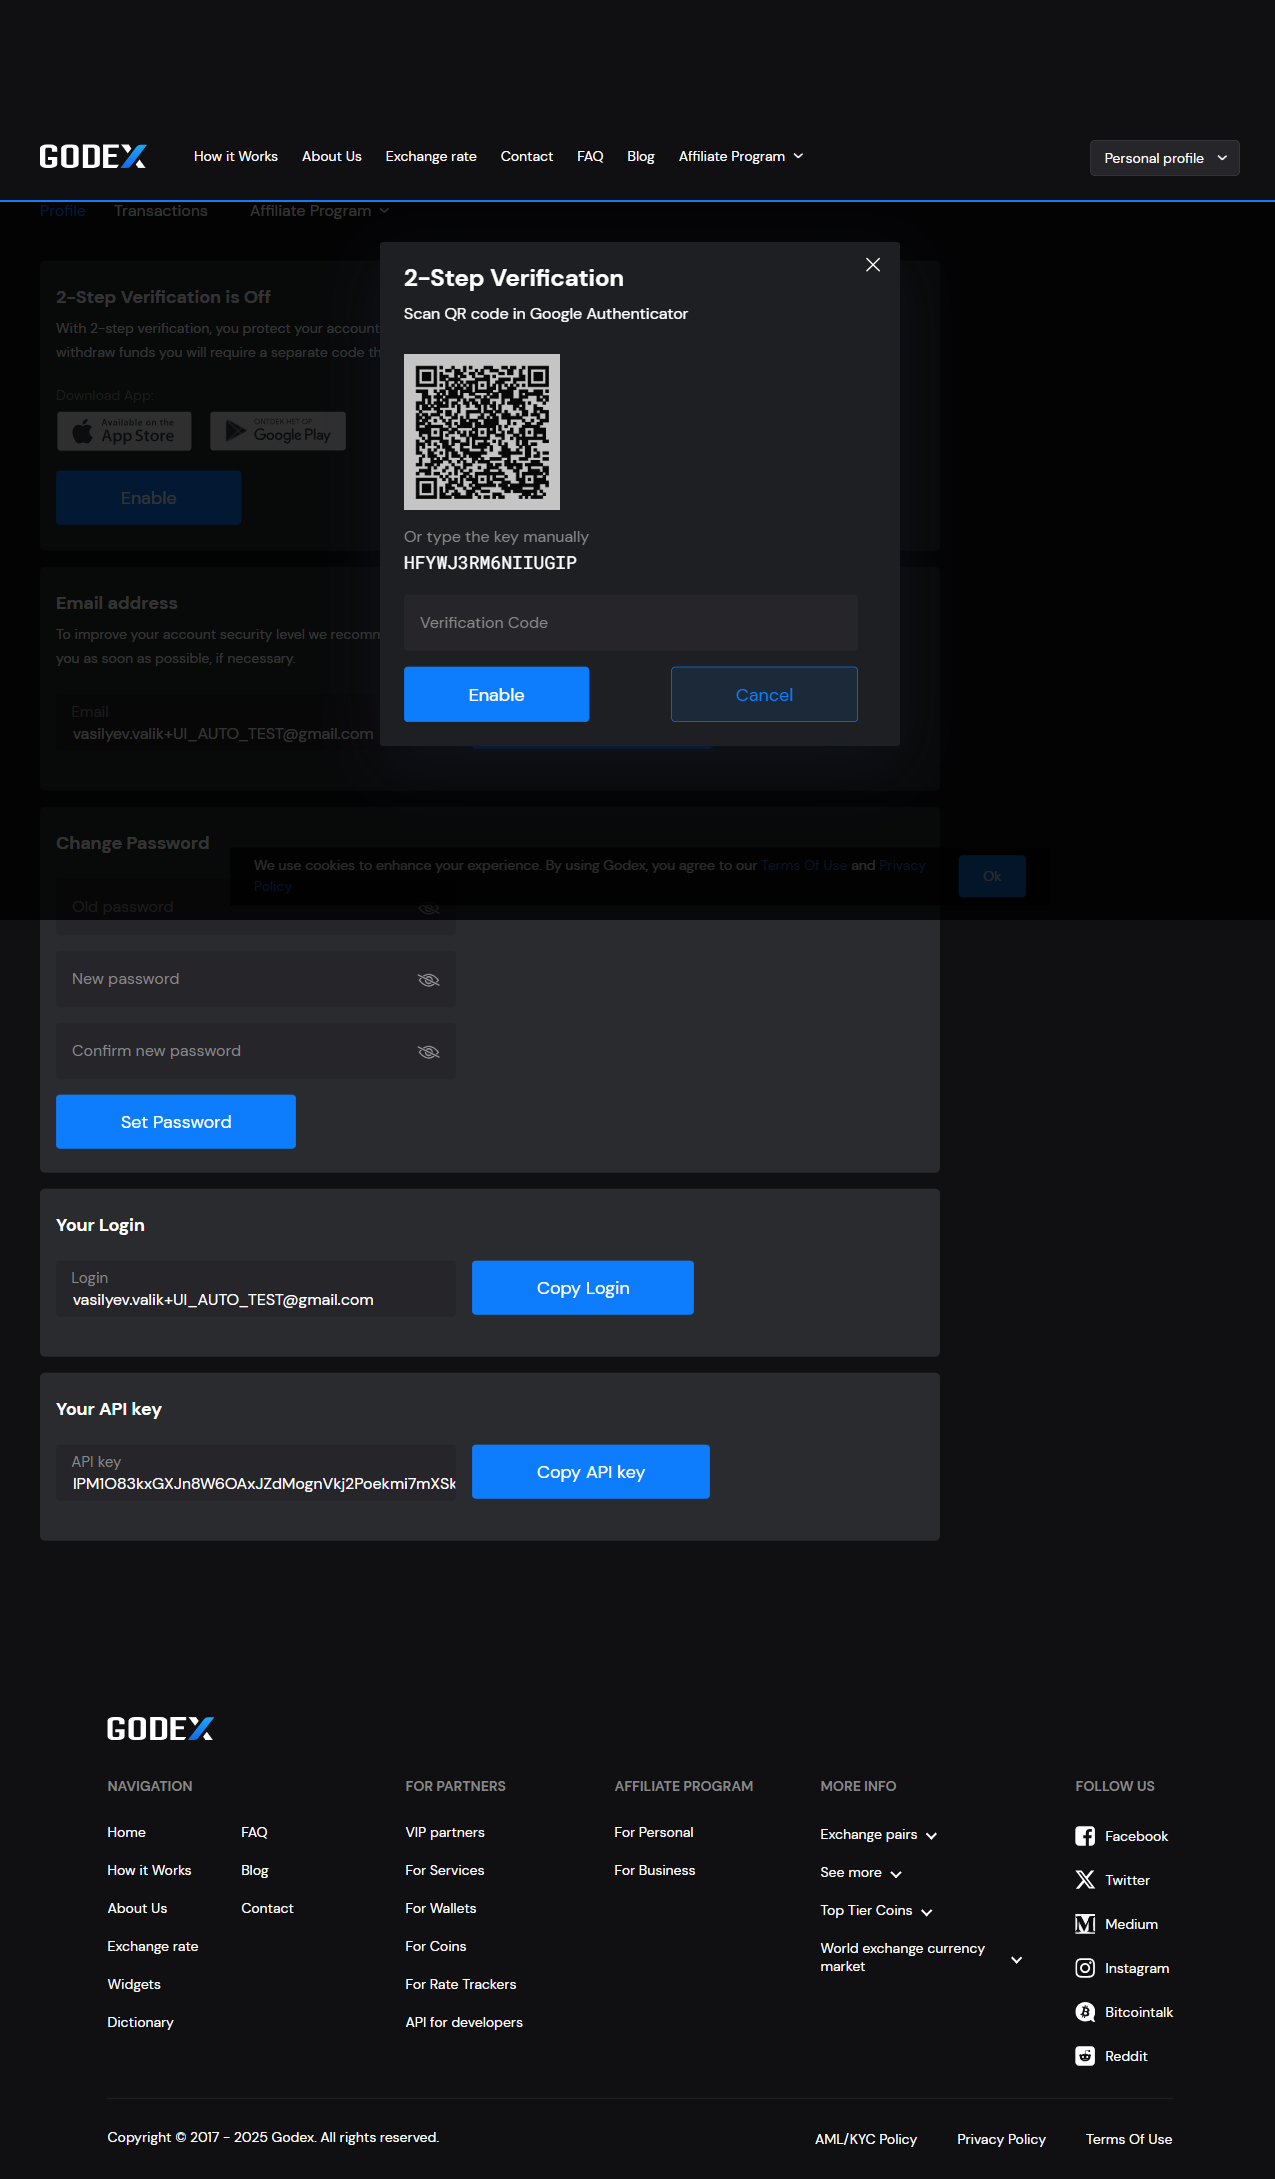 GODEX
How it Works
About Us
Exchange rate
Contact
FAQ
Blog
Affiliate Program
Personal profile
Profile
Transactions
Affiliate Program
2-Step Verification
Scan QR code in Google Authenticator
Or type the key manually
HFYWJ3RM6NIIUGIP
Verification Code
Enable
Cancel
2-Step Verification is Off
With 2-step verification, you protect your account
withdraw funds you will require a separate code
Download App:
Available on the
App Store
ONTDEK HET OP
Google Play
Enable
Email address
To improve your account security level we
you as soon as possible, if necessary.
Email
vasilyev.valik+UI_AUTO_TEST@gmail.com
Change Password
We use cookies to enhance your experience. By using Godex, you agree to our Terms Of Use and Privacy
Policy
Ok
Old password
New password
Confirm new password
Set Password
Your Login
Login
vasilyev.valik+UI_AUTO_TEST@gmail.com
Copy Login
Your API key
API key
IPM1O83kxGXJn8W6OAxJZdMognVkj2Poekmi7mXSk
Copy API key
GODEX
NAVIGATION
Home
How it Works
About Us
Exchange rate
Widgets
Dictionary
FAQ
Blog
Contact
FOR PARTNERS
VIP partners
For Services
For Wallets
For Coins
For Rate Trackers
API for developers
AFFILIATE PROGRAM
For Personal
For Business
MORE INFO
Exchange pairs
See more
Top Tier Coins
World exchange currency
market
FOLLOW US
Facebook
Twitter
Medium
Instagram
Bitcointalk
Reddit
Copyright © 2017 - 2025 Godex. All rights reserved.
AML/KYC Policy
Privacy Policy
Terms Of Use